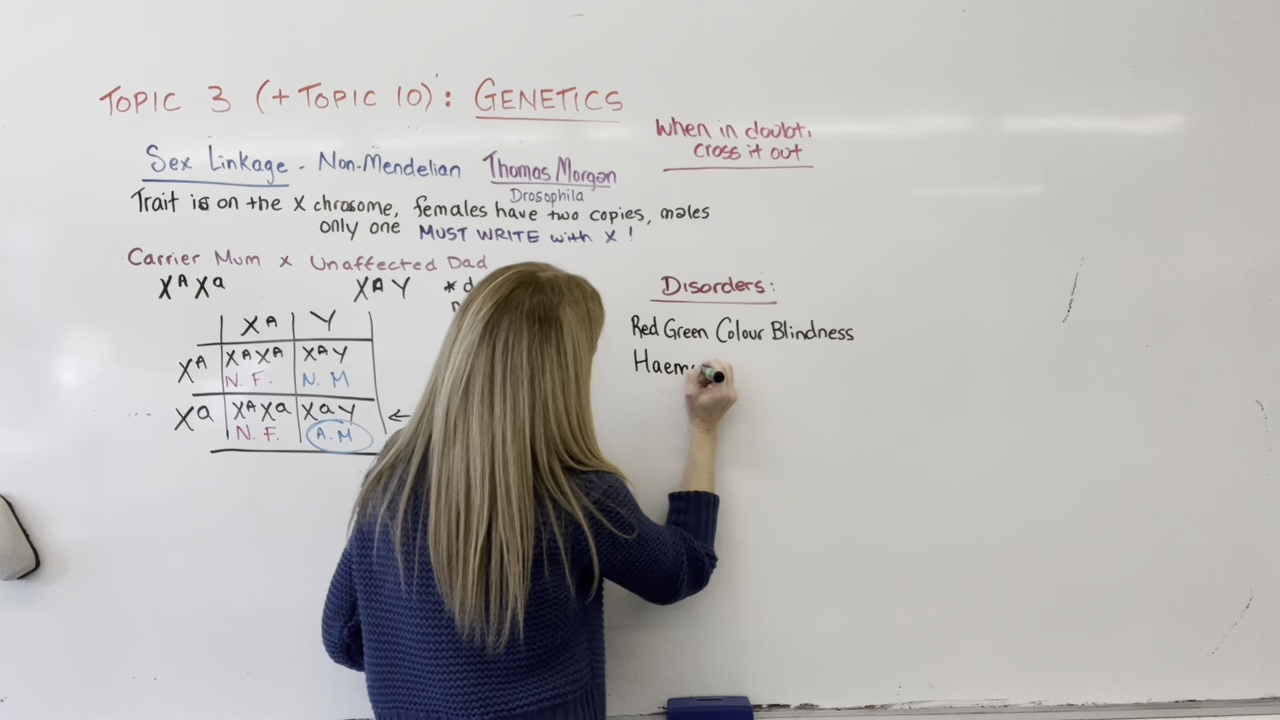 TOPIC 3 (+ TOPIC 10): GENETICS
When in doubt,
cross it out
Sex Linkage - Non-Mendelian Thomas Morgan
Drosophila
Trait is on the X chrosome, females have two copies, males
only one MUST WRITE with X !
Carrier Mum x Unaffected Dad
XᴬXᵃ XᴬY * d
Xᴬ Y
Xᴬ XᴬXᴬ XᴬY
N. F. N. M
Xᵃ XᴬXᵃ XᵃY ←
N. F. A. M
Disorders:
Red Green Colour Blindness
Haem